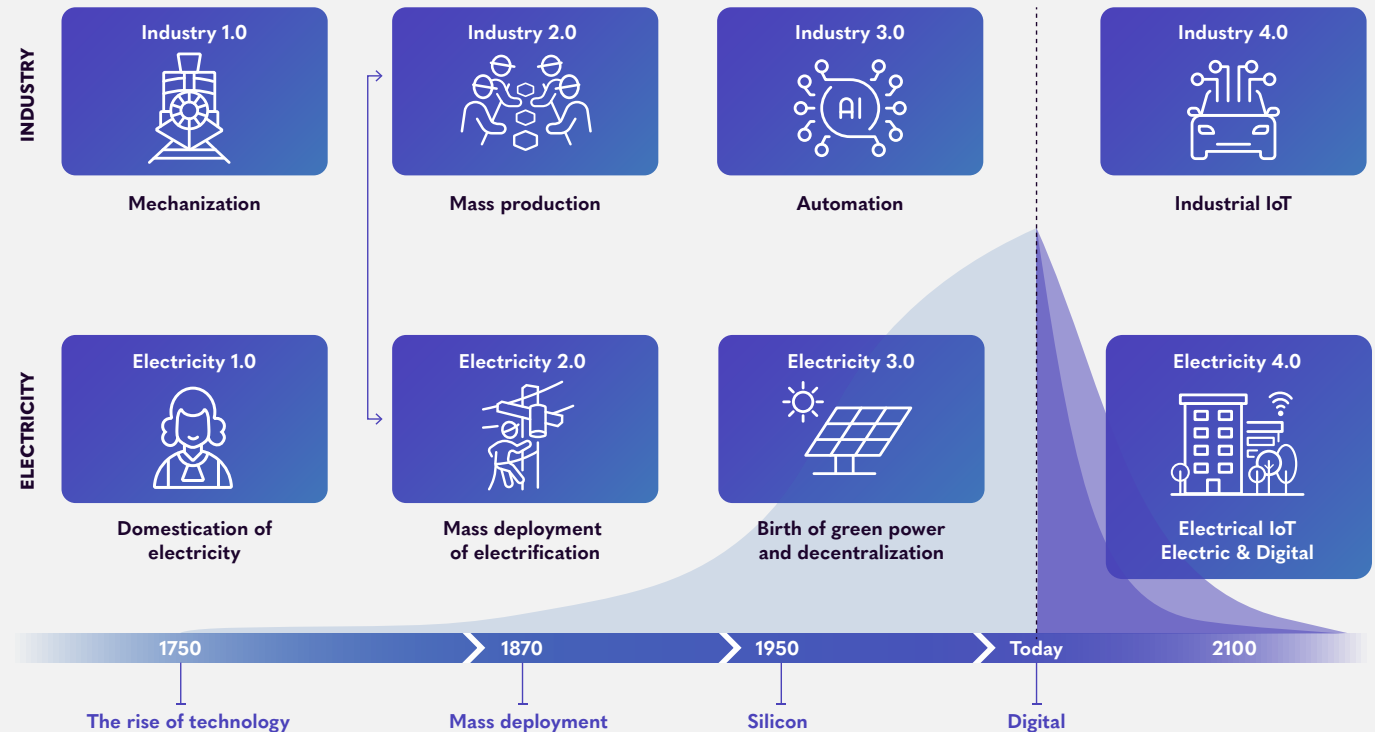 INDUSTRY
Industry 1.0
Mechanization
Industry 2.0
Mass production
Industry 3.0
AI
Automation
Industry 4.0
Industrial IoT
ELECTRICITY
Electricity 1.0
Domestication of
electricity
Electricity 2.0
Mass deployment
of electrification
Electricity 3.0
Birth of green power
and decentralization
Electricity 4.0
Electrical IoT
Electric & Digital
1750
1870
1950
Today
2100
The rise of technology
Mass deployment
Silicon
Digital